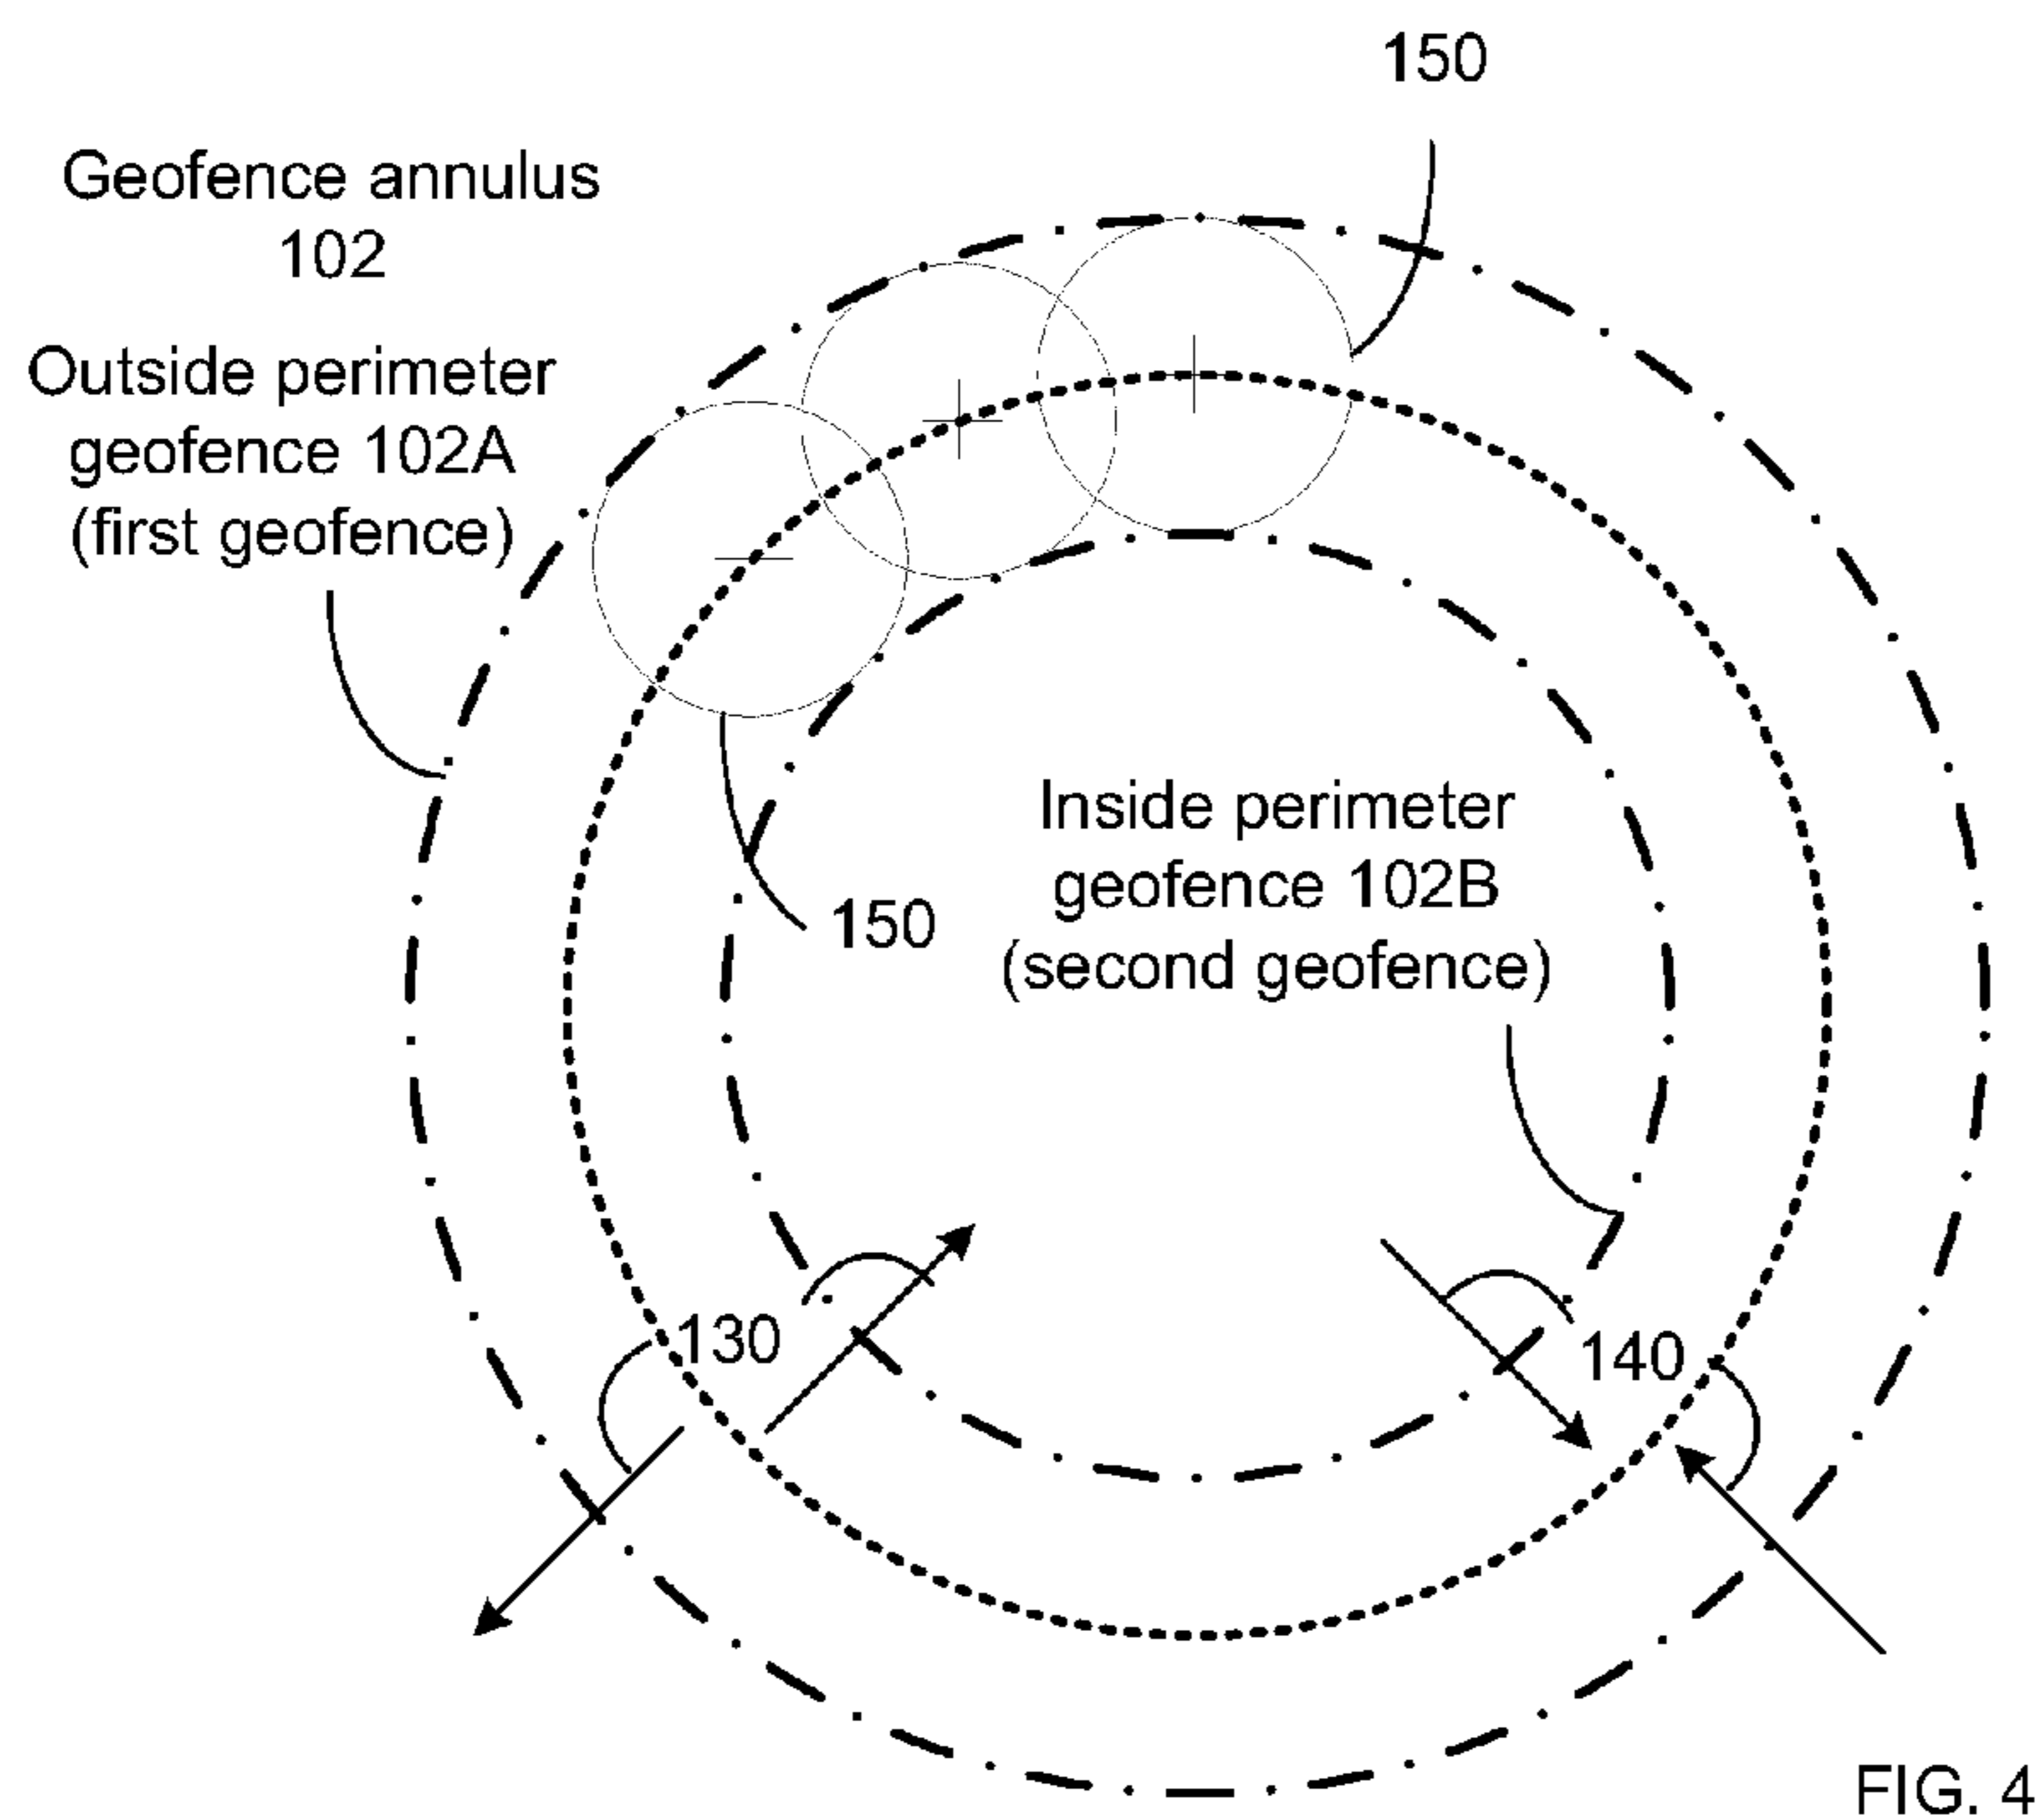 150
Geofence annulus
102
Outside perimeter
geofence 102A
(first geofence)
Inside perimeter
geofence 102B
(second geofence)
150
130
140
FIG. 4